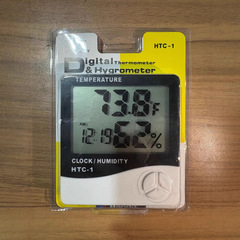 Digital Thermometer
& Hygrometer
HTC-1
TEMPERATURE
73.8°F
12:19 62%
CLOCK/HUMIDITY
HTC-1